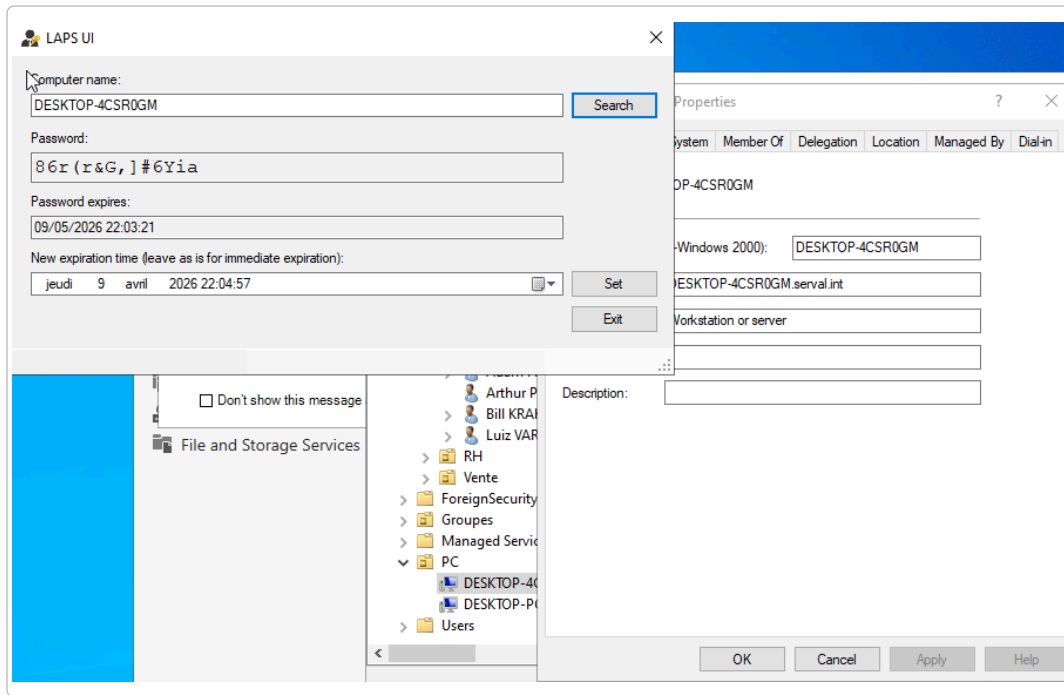 LAPS UI
Computer name:
DESKTOP-4CSR0GM
Search
Password:
86r(r&G,]#6Yia
Password expires:
09/05/2026 22:03:21
New expiration time (leave as is for immediate expiration):
jeudi 9 avril 2026 22:04:57
Set
Exit
Properties
?
System Member Of Delegation Location Managed By Dial-in
OP-4CSR0GM
-Windows 2000):
DESKTOP-4CSR0GM
DESKTOP-4CSR0GM.serval.int
Workstation or server
Description:
Don't show this message
File and Storage Services
Arthur P
Bill KRA
Luiz VAR
RH
Vente
ForeignSecurity
Groupes
Managed Servic
PC
DESKTOP-4C
DESKTOP-P
Users
OK
Cancel
Apply
Help